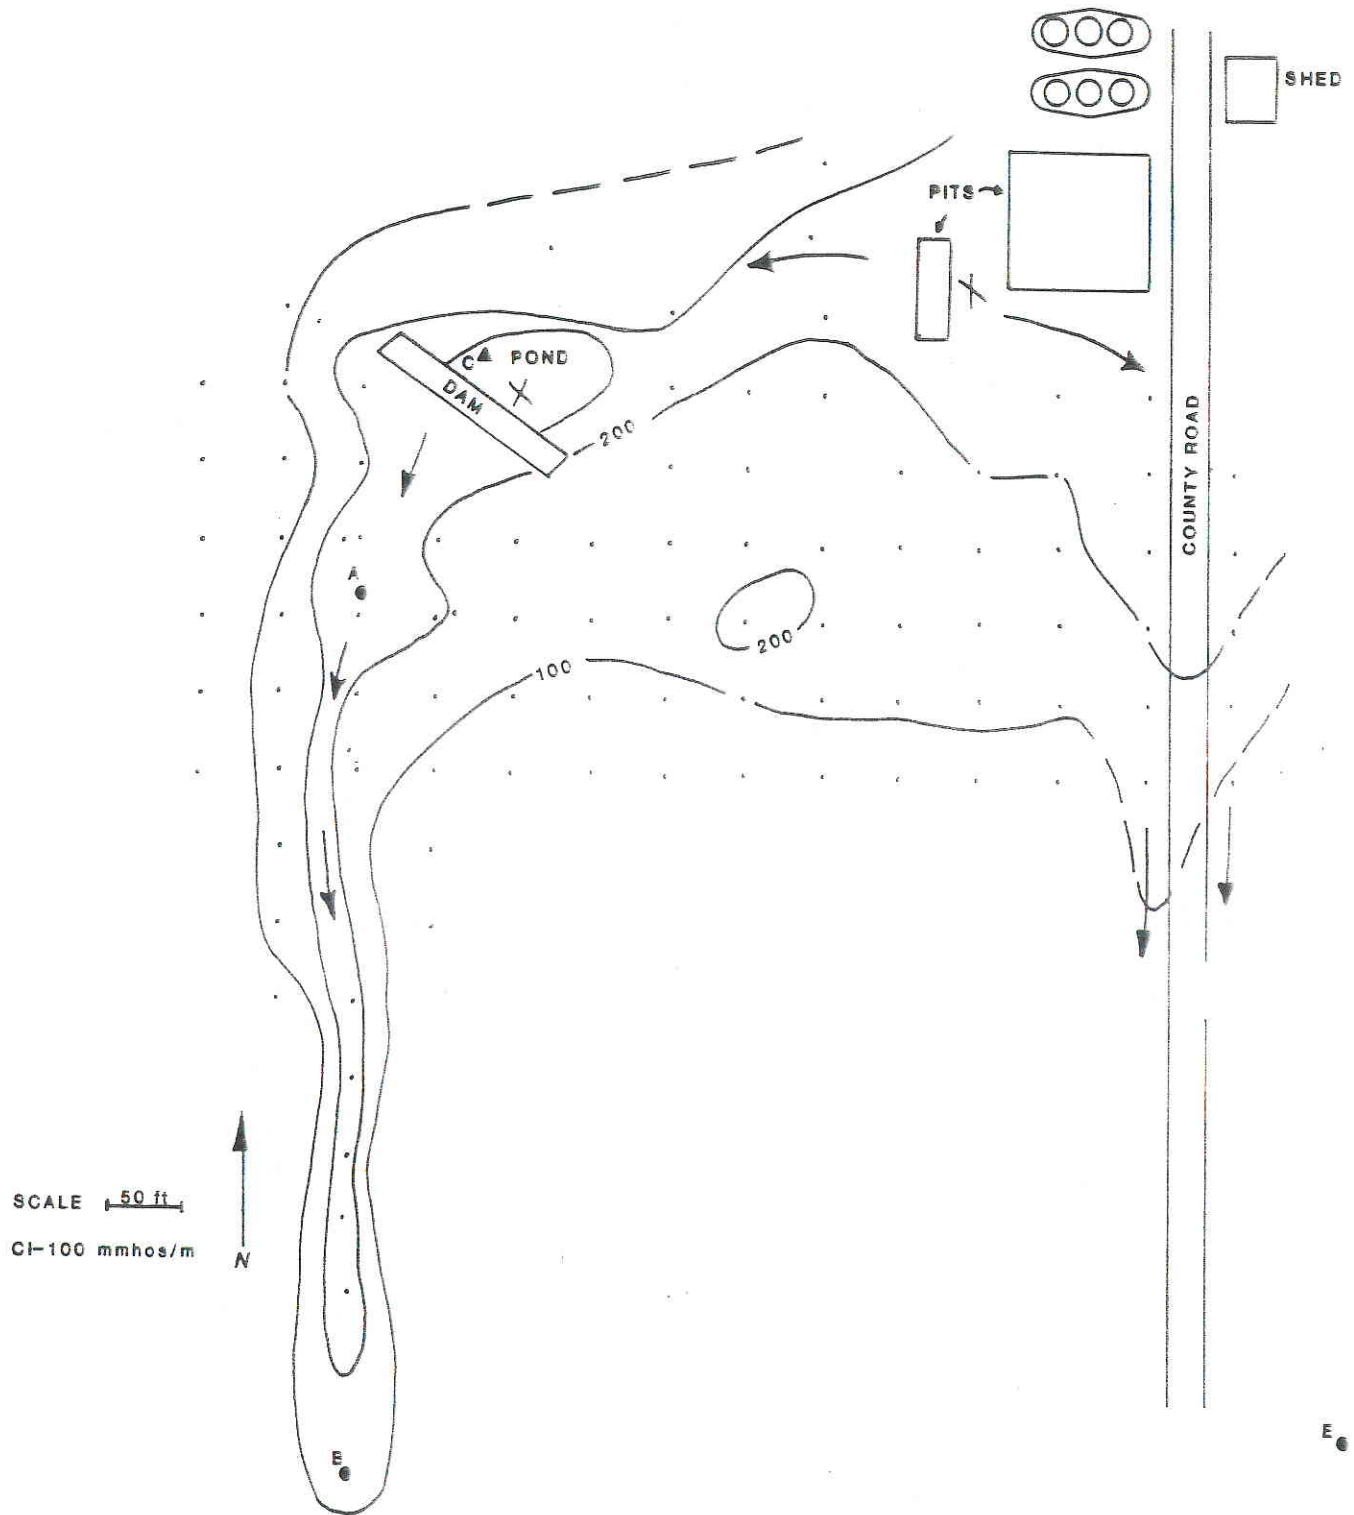 SHED
PITS
C POND
DAM
200
COUNTY ROAD
A
200
100
SCALE 50 ft
CI-100 mmhos/m
N
B
E